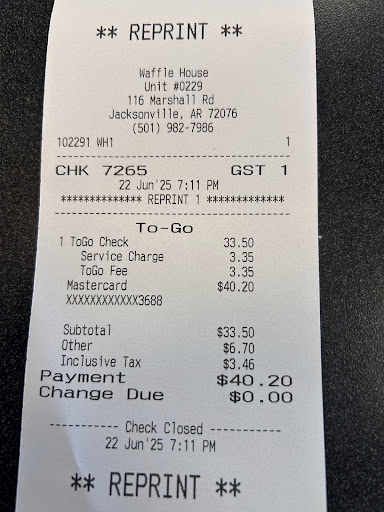 ** REPRINT **
Waffle House
Unit #0229
116 Marshall Rd
Jacksonville, AR 72076
(501) 982-7986
102291 WH1 1
CHK 7265 GST 1
22 Jun'25 7:11 PM
************** REPRINT 1 *************
To-Go
1 ToGo Check 33.50
Service Charge 3.35
ToGo Fee 3.35
Mastercard $40.20
XXXXXXXXXXXX3688
Subtotal $33.50
Other $6.70
Inclusive Tax $3.46
Payment $40.20
Change Due $0.00
----------- Check Closed -----------
22 Jun'25 7:11 PM
** REPRINT **